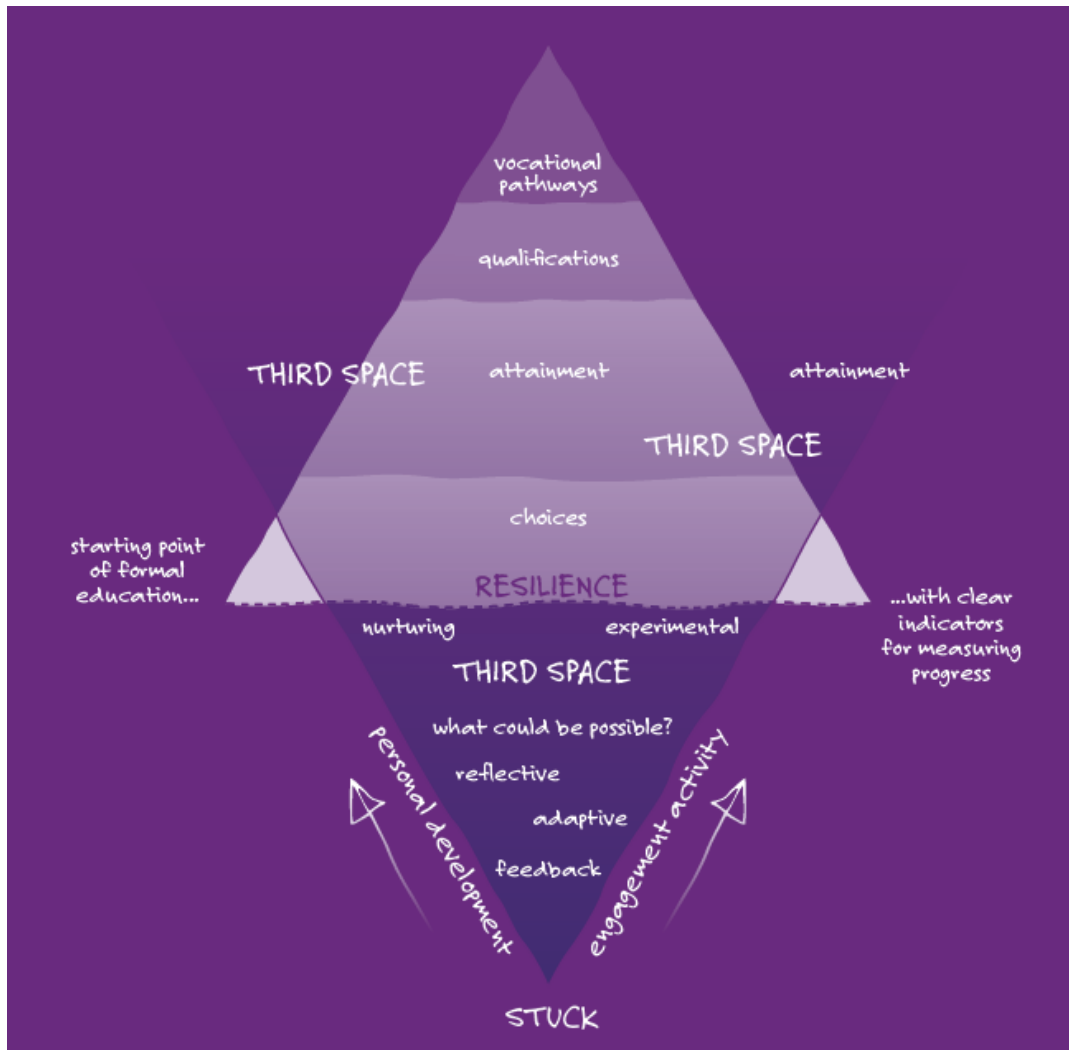 vocational
pathways
qualifications
THIRD SPACE
attainment
attainment
THIRD SPACE
choices
starting point
of formal
education...
RESILIENCE
...with clear
indicators
for measuring
progress
nurturing
experimental
THIRD SPACE
what could be possible?
reflective
adaptive
feedback
personal development
engagement activity
STUCK